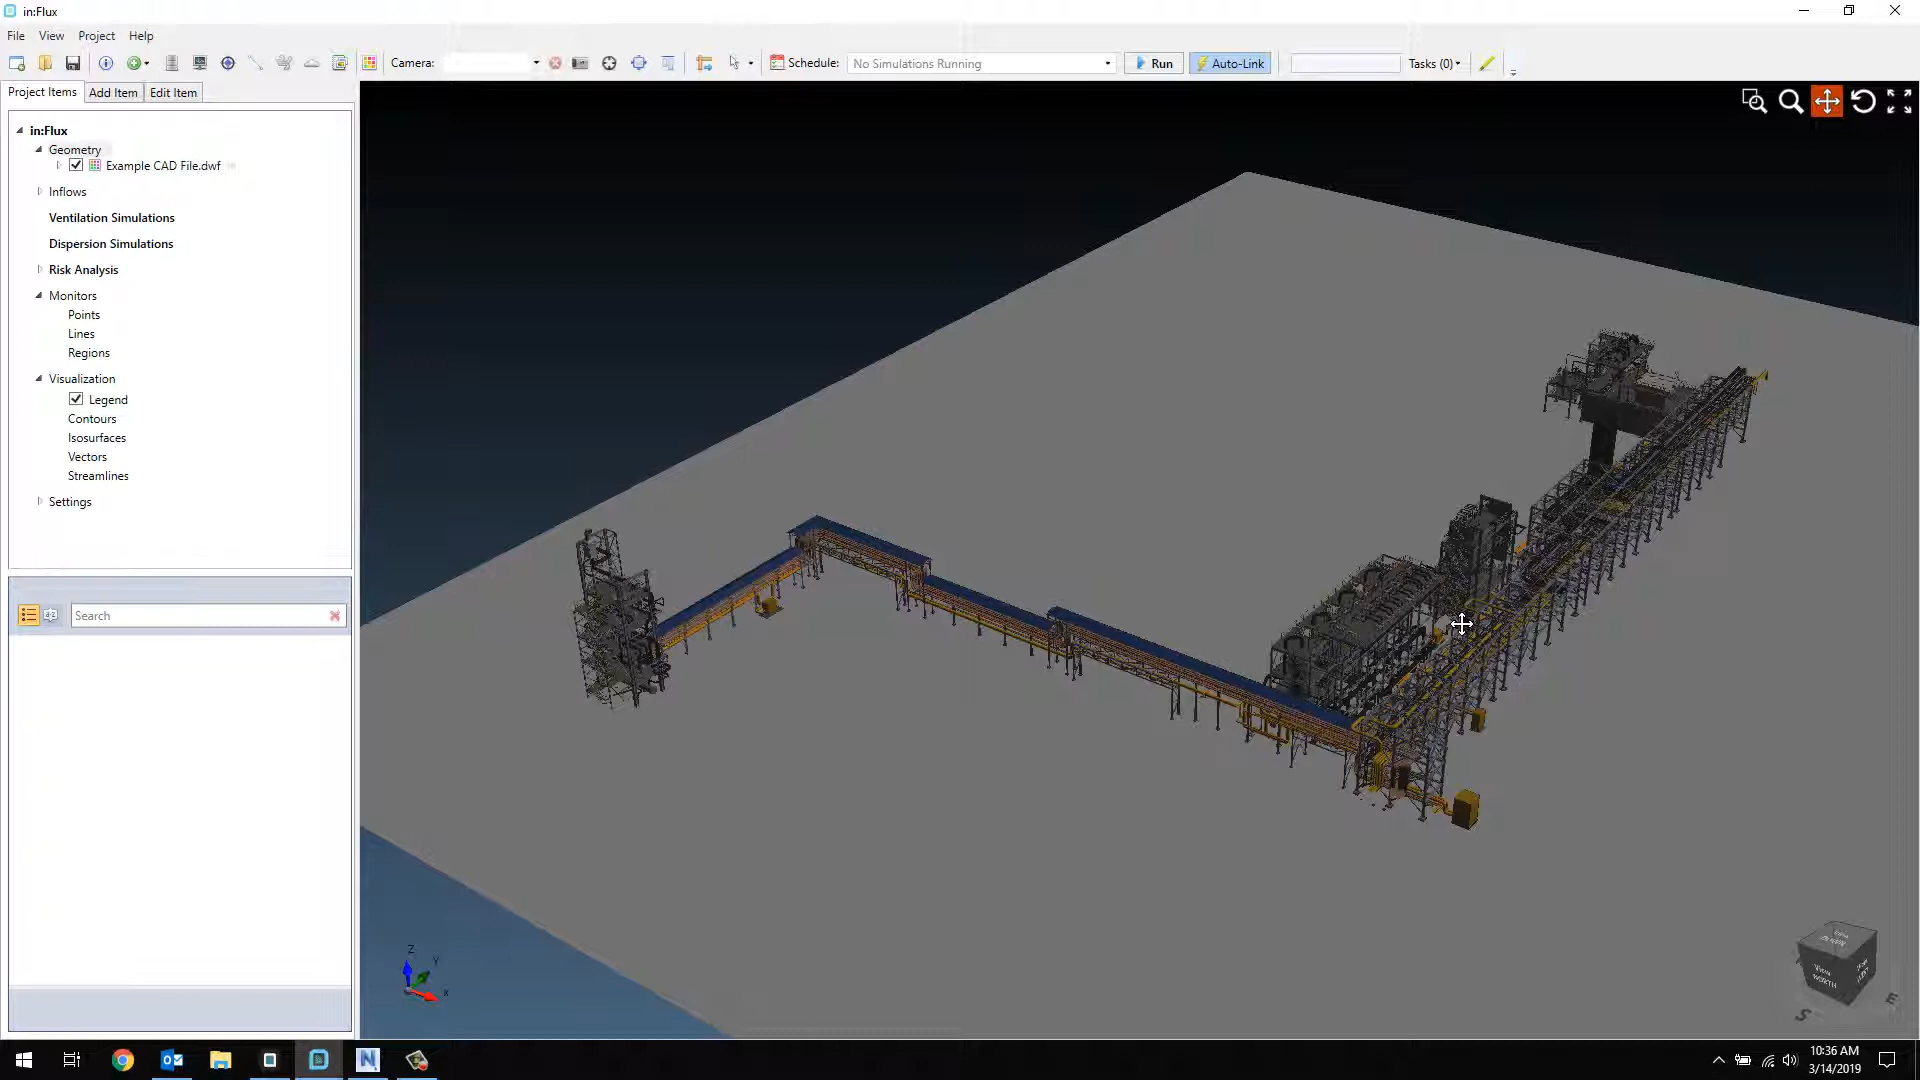 in:Flux
File View Project Help
Camera: Schedule: No Simulations Running Run Auto-Link Tasks (0)
Project Items Add Item Edit Item
in:Flux
Geometry
Example CAD File.dwf
Inflows
Ventilation Simulations
Dispersion Simulations
Risk Analysis
Monitors
Points
Lines
Regions
Visualization
Legend
Contours
Isosurfaces
Vectors
Streamlines
Settings
Search
Z
Y
X
View
NORTH
S
E
10:36 AM
3/14/2019